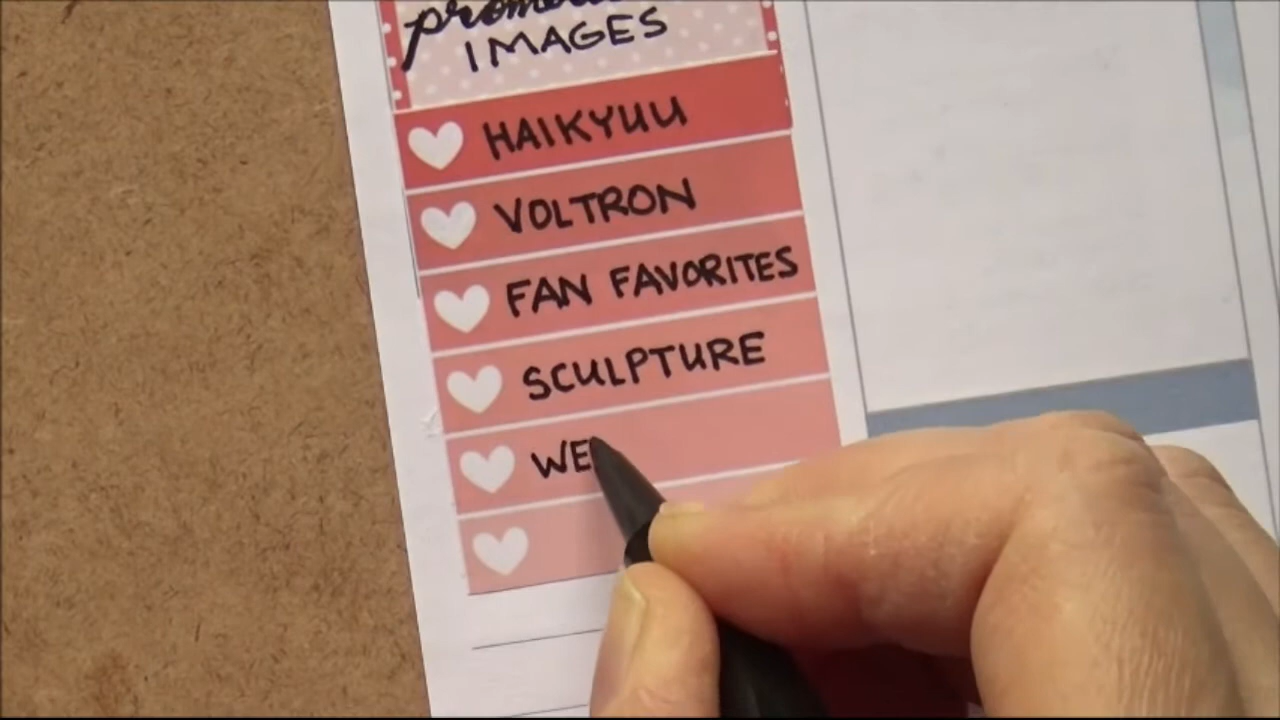 IMAGES
HAIKYUU
VOLTRON
FAN FAVORITES
SCULPTURE
WE